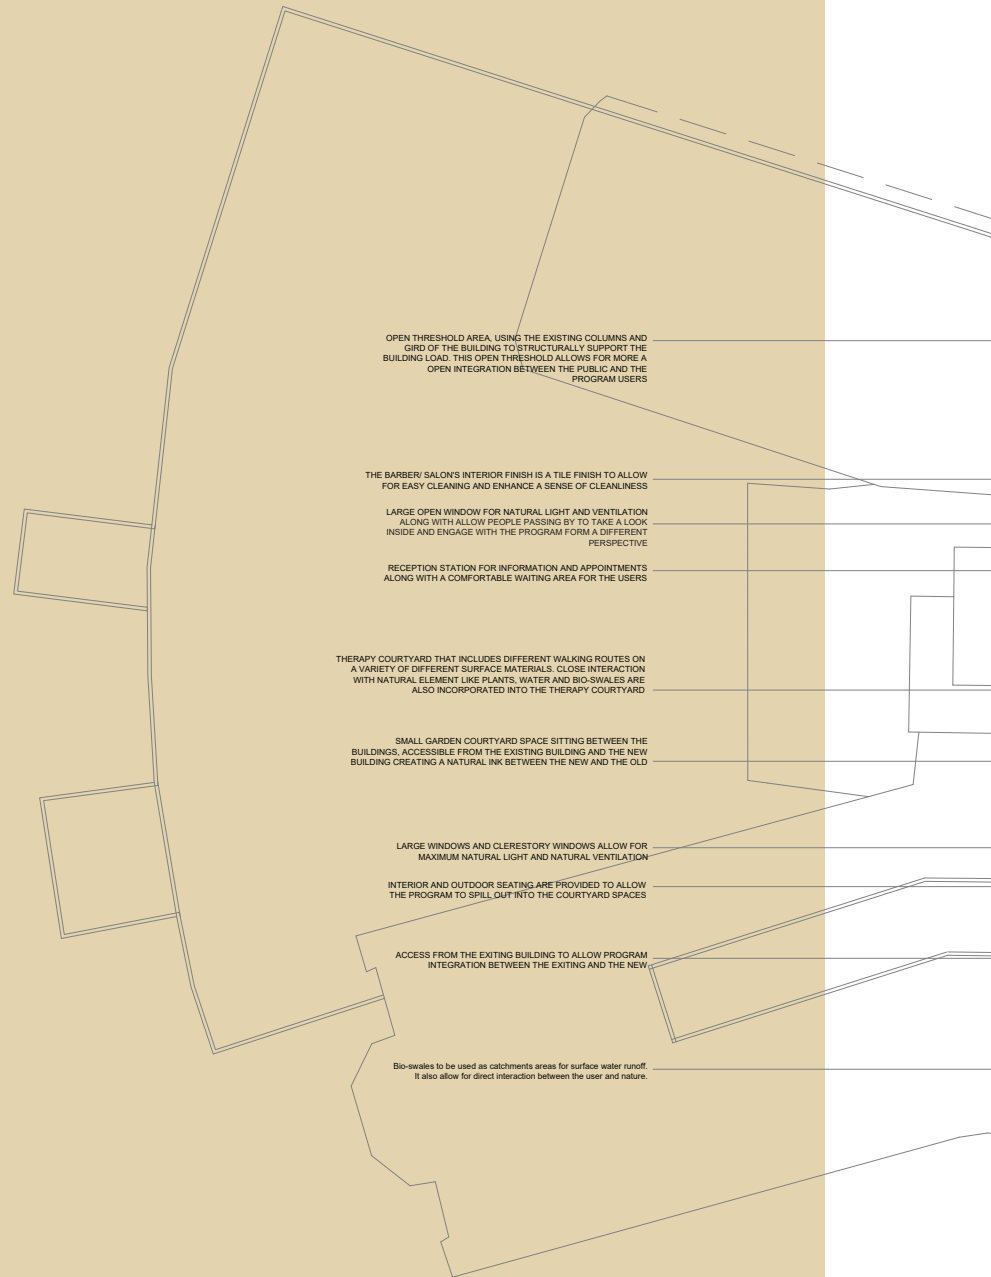 OPEN THRESHOLD AREA, USING THE EXISTING COLUMNS AND
GIRD OF THE BUILDING TO STRUCTURALLY SUPPORT THE
BUILDING LOAD. THIS OPEN THRESHOLD ALLOWS FOR MORE A
OPEN INTEGRATION BETWEEN THE PUBLIC AND THE
PROGRAM USERS
THE BARBER/ SALON'S INTERIOR FINISH IS A TILE FINISH TO ALLOW
FOR EASY CLEANING AND ENHANCE A SENSE OF CLEANLINESS
LARGE OPEN WINDOW FOR NATURAL LIGHT AND VENTILATION
ALONG WITH ALLOW PEOPLE PASSING BY TO TAKE A LOOK
INSIDE AND ENGAGE WITH THE PROGRAM FORM A DIFFERENT
PERSPECTIVE
RECEPTION STATION FOR INFORMATION AND APPOINTMENTS
ALONG WITH A COMFORTABLE WAITING AREA FOR THE USERS
THERAPY COURTYARD THAT INCLUDES DIFFERENT WALKING ROUTES ON
A VARIETY OF DIFFERENT SURFACE MATERIALS. CLOSE INTERACTION
WITH NATURAL ELEMENT LIKE PLANTS, WATER AND BIO-SWALES ARE
ALSO INCORPORATED INTO THE THERAPY COURTYARD
SMALL GARDEN COURTYARD SPACE SITTING BETWEEN THE
BUILDINGS, ACCESSIBLE FROM THE EXISTING BUILDING AND THE NEW
BUILDING CREATING A NATURAL INK BETWEEN THE NEW AND THE OLD
LARGE WINDOWS AND CLERESTORY WINDOWS ALLOW FOR
MAXIMUM NATURAL LIGHT AND NATURAL VENTILATION
INTERIOR AND OUTDOOR SEATING ARE PROVIDED TO ALLOW
THE PROGRAM TO SPILL OUT INTO THE COURTYARD SPACES
ACCESS FROM THE EXITING BUILDING TO ALLOW PROGRAM
INTEGRATION BETWEEN THE EXITING AND THE NEW
Bio-swales to be used as catchments areas for surface water runoff.
It also allow for direct interaction between the user and nature.